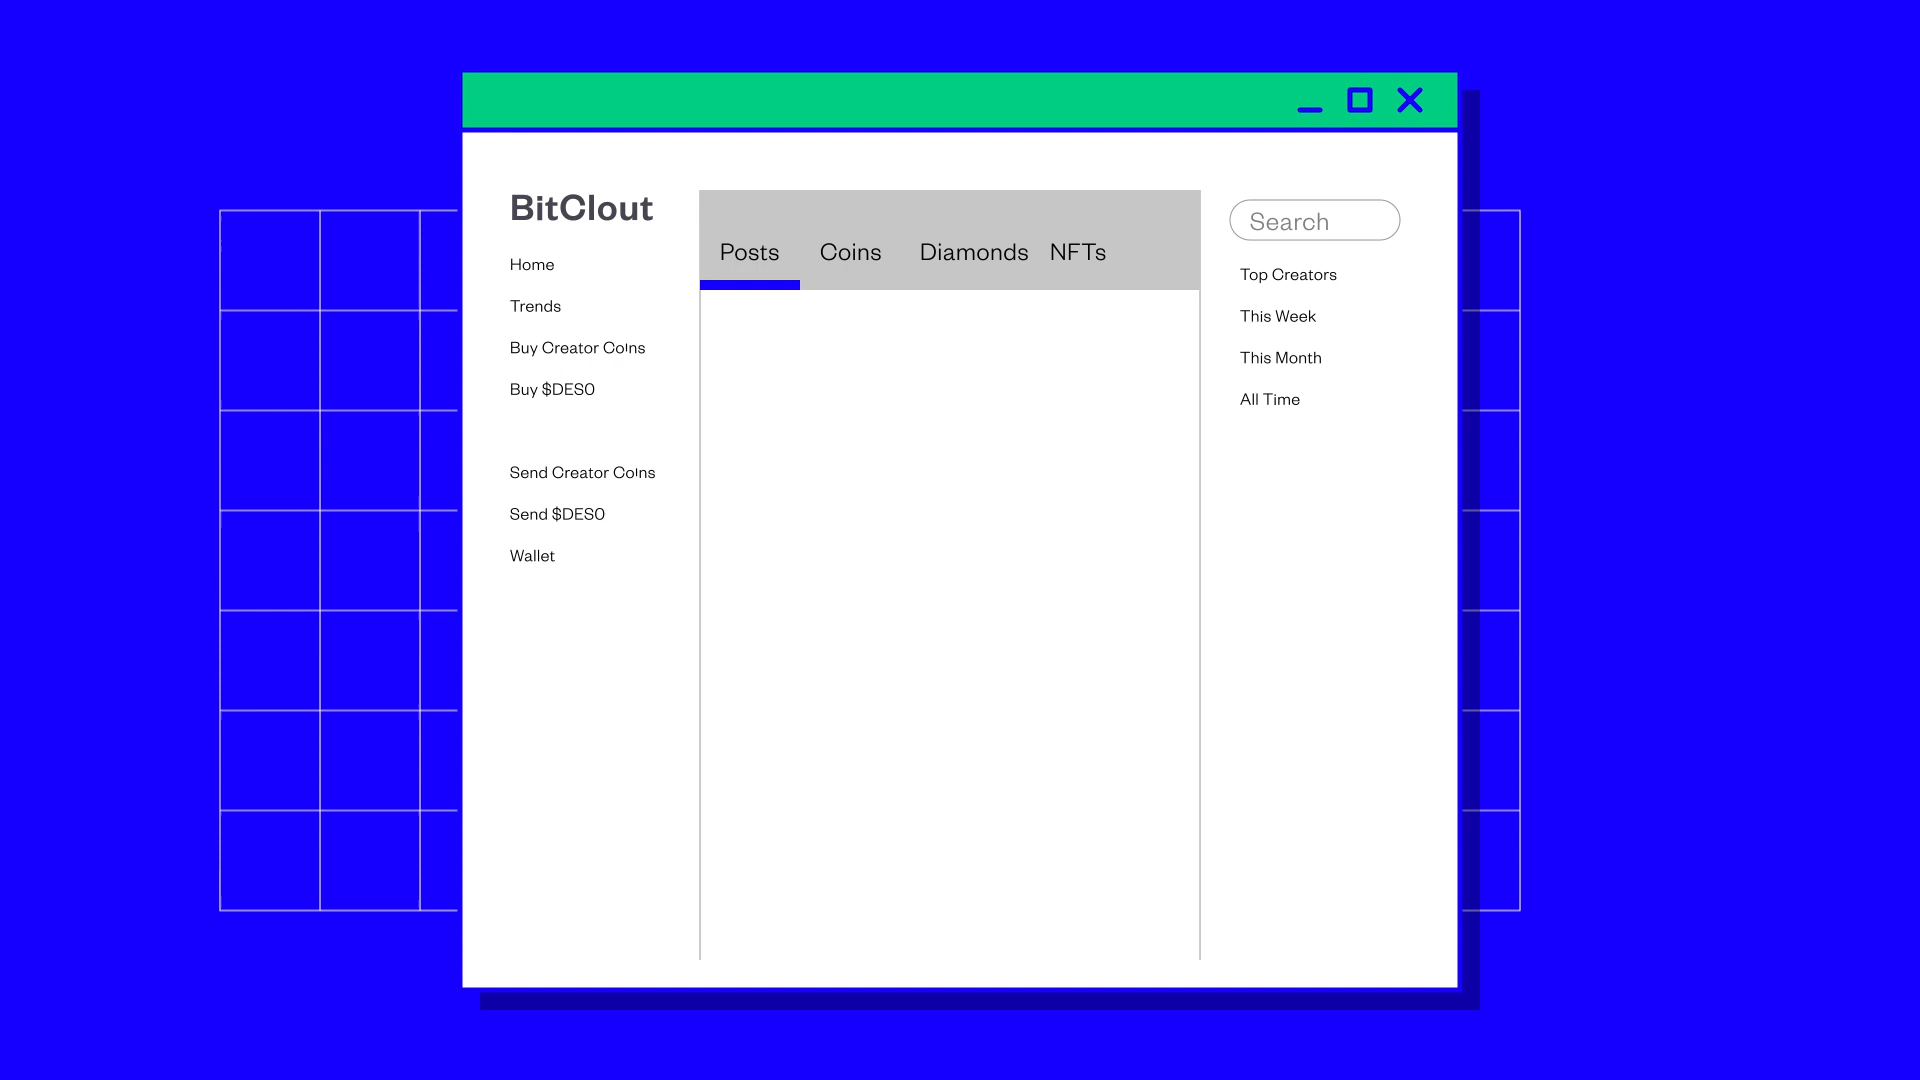 BitClout
Home
Trends
Buy Creator Coins
Buy $DESO
Send Creator Coins
Send $DESO
Wallet
Posts Coins Diamonds NFTs
Search
Top Creators
This Week
This Month
All Time